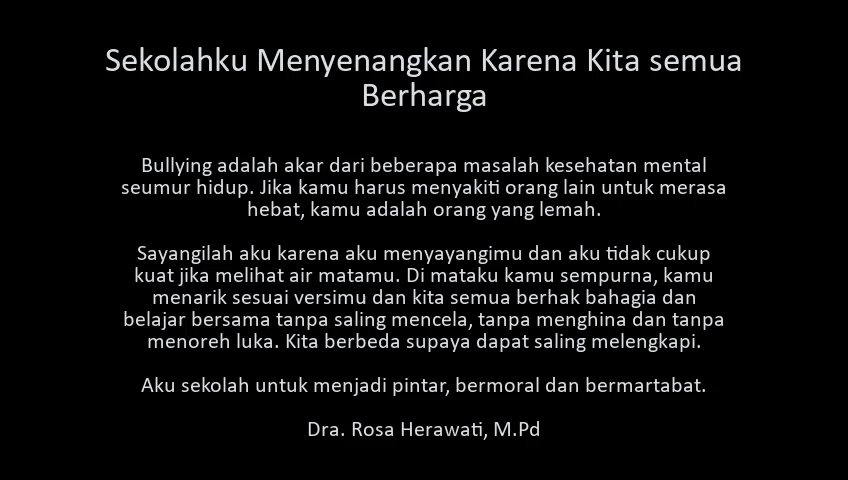 Sekolahku Menyenangkan Karena Kita semua
Berharga
Bullying adalah akar dari beberapa masalah kesehatan mental
seumur hidup. Jika kamu harus menyakiti orang lain untuk merasa
hebat, kamu adalah orang yang lemah.
Sayangilah aku karena aku menyayangimu dan aku tidak cukup
kuat jika melihat air matamu. Di mataku kamu sempurna, kamu
menarik sesuai versimu dan kita semua berhak bahagia dan
belajar bersama tanpa saling mencela, tanpa menghina dan tanpa
menoreh luka. Kita berbeda supaya dapat saling melengkapi.
Aku sekolah untuk menjadi pintar, bermoral dan bermartabat.
Dra. Rosa Herawati, M.Pd